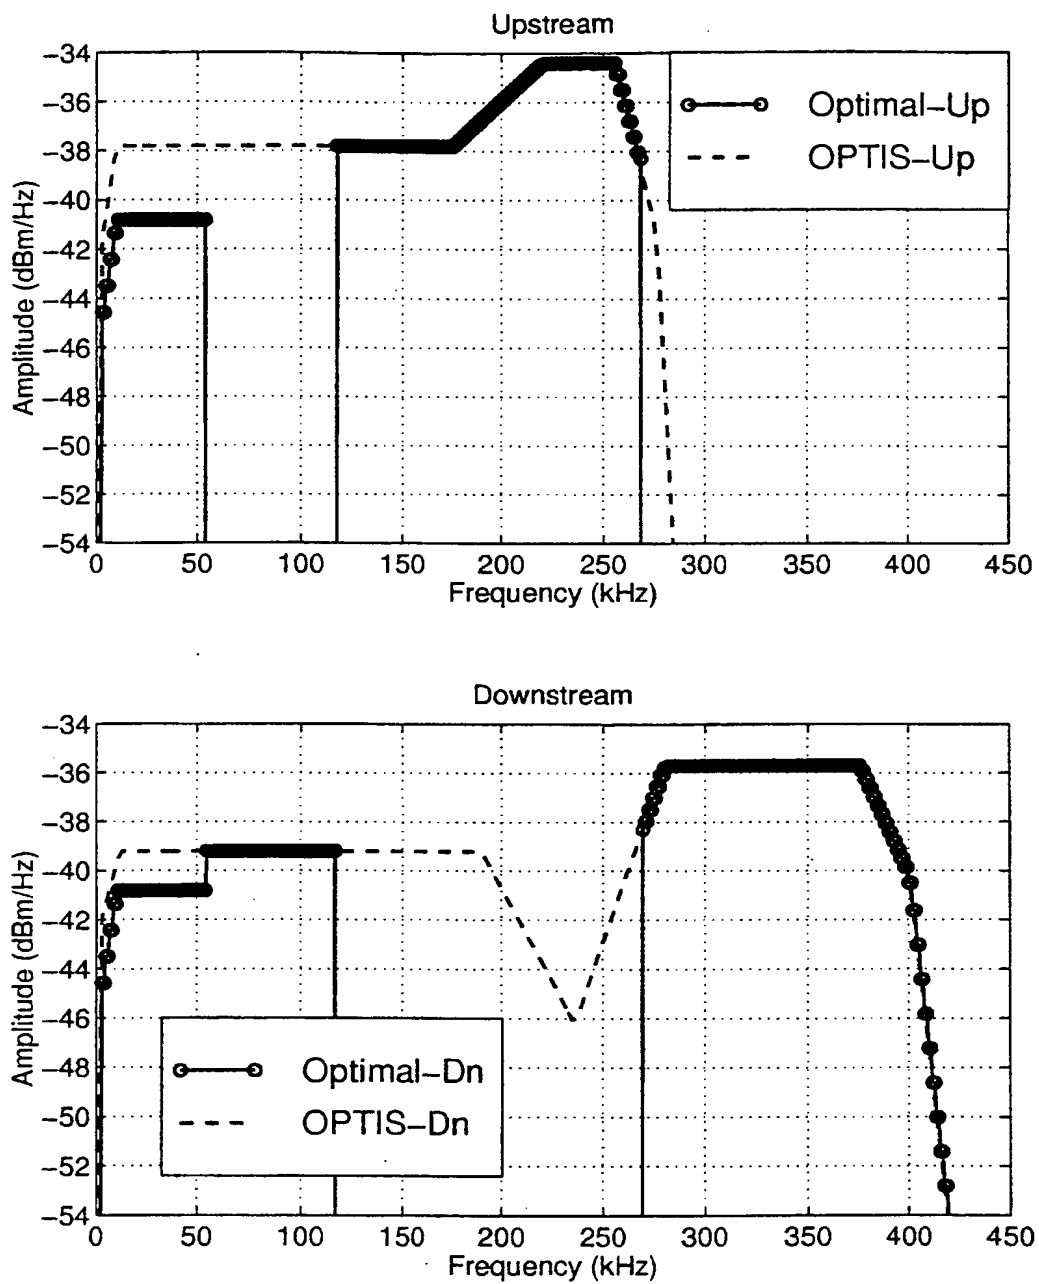 Upstream
−34
−36
−38
−40
−42
−44
−46
−48
−50
−52
−54
Amplitude (dBm/Hz)
Optimal−Up
OPTIS−Up
0 50 100 150 200 250 300 350 400 450
Frequency (kHz)
Downstream
−34
−36
−38
−40
−42
−44
−46
−48
−50
−52
−54
Amplitude (dBm/Hz)
Optimal−Dn
OPTIS−Dn
0 50 100 150 200 250 300 350 400 450
Frequency (kHz)